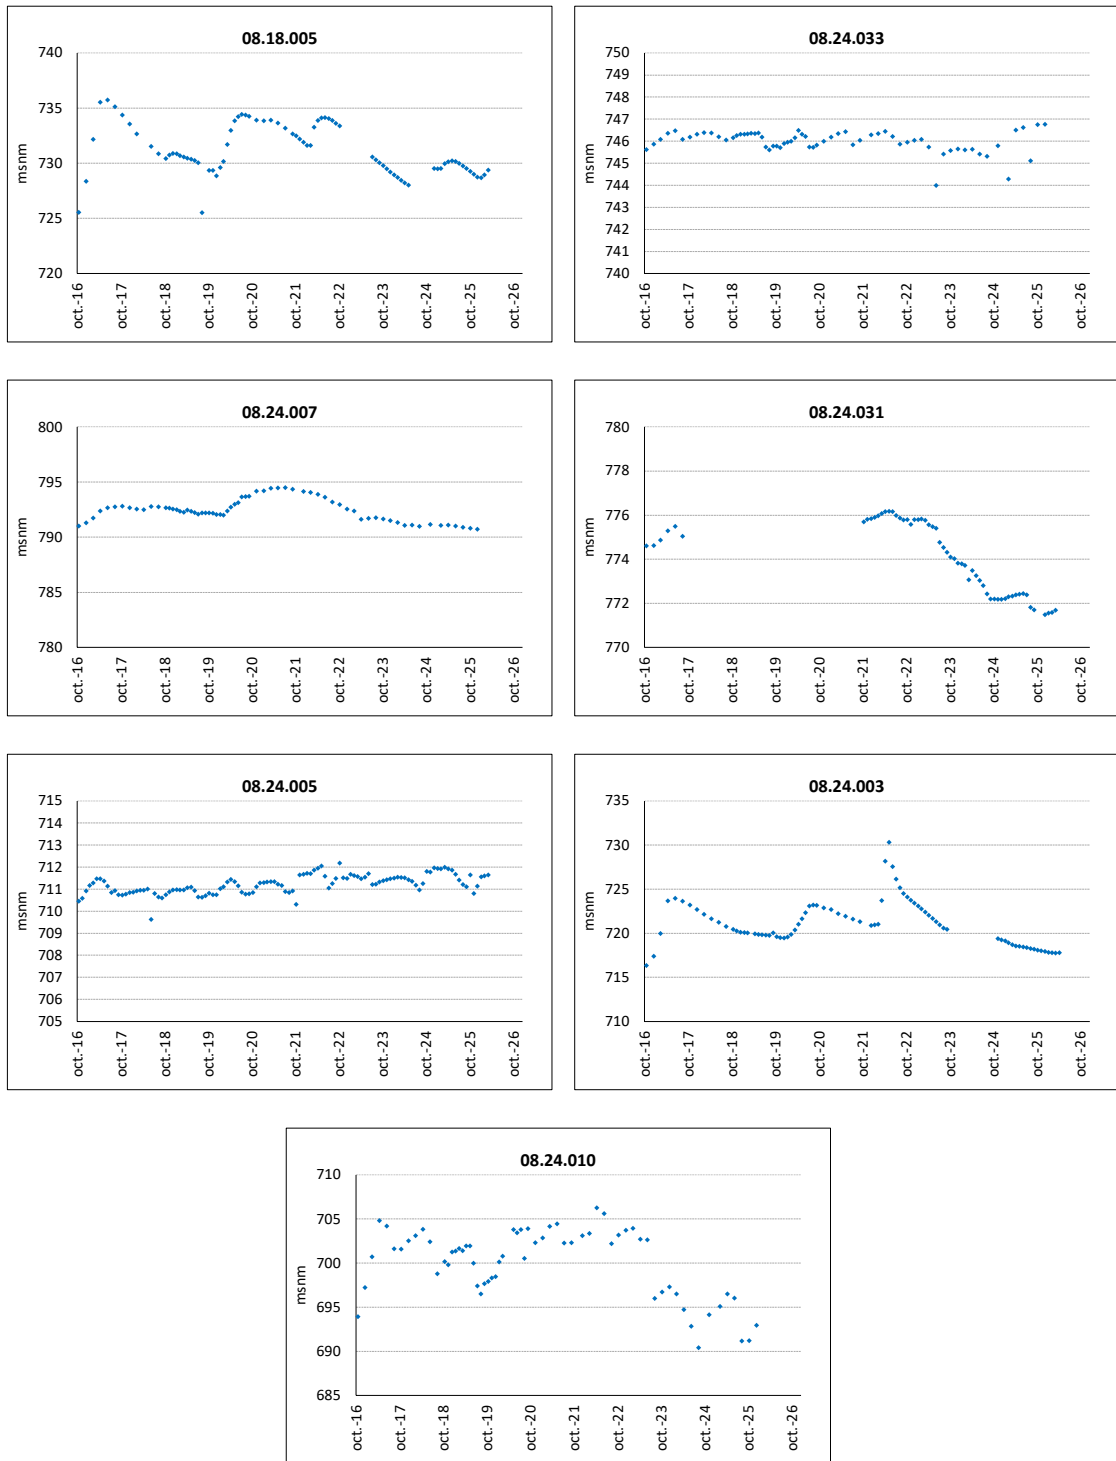 08.18.005
740
735
730
725
720
msnm
oct.-16
oct.-17
oct.-18
oct.-19
oct.-20
oct.-21
oct.-22
oct.-23
oct.-24
oct.-25
oct.-26
08.24.033
750
749
748
747
746
745
744
743
742
741
740
msnm
oct.-16
oct.-17
oct.-18
oct.-19
oct.-20
oct.-21
oct.-22
oct.-23
oct.-24
oct.-25
oct.-26
08.24.007
800
795
790
785
780
msnm
oct.-16
oct.-17
oct.-18
oct.-19
oct.-20
oct.-21
oct.-22
oct.-23
oct.-24
oct.-25
oct.-26
08.24.031
780
778
776
774
772
770
msnm
oct.-16
oct.-17
oct.-18
oct.-19
oct.-20
oct.-21
oct.-22
oct.-23
oct.-24
oct.-25
oct.-26
08.24.005
715
714
713
712
711
710
709
708
707
706
705
msnm
oct.-16
oct.-17
oct.-18
oct.-19
oct.-20
oct.-21
oct.-22
oct.-23
oct.-24
oct.-25
oct.-26
08.24.003
735
730
725
720
715
710
msnm
oct.-16
oct.-17
oct.-18
oct.-19
oct.-20
oct.-21
oct.-22
oct.-23
oct.-24
oct.-25
oct.-26
08.24.010
710
705
700
695
690
685
msnm
oct.-16
oct.-17
oct.-18
oct.-19
oct.-20
oct.-21
oct.-22
oct.-23
oct.-24
oct.-25
oct.-26